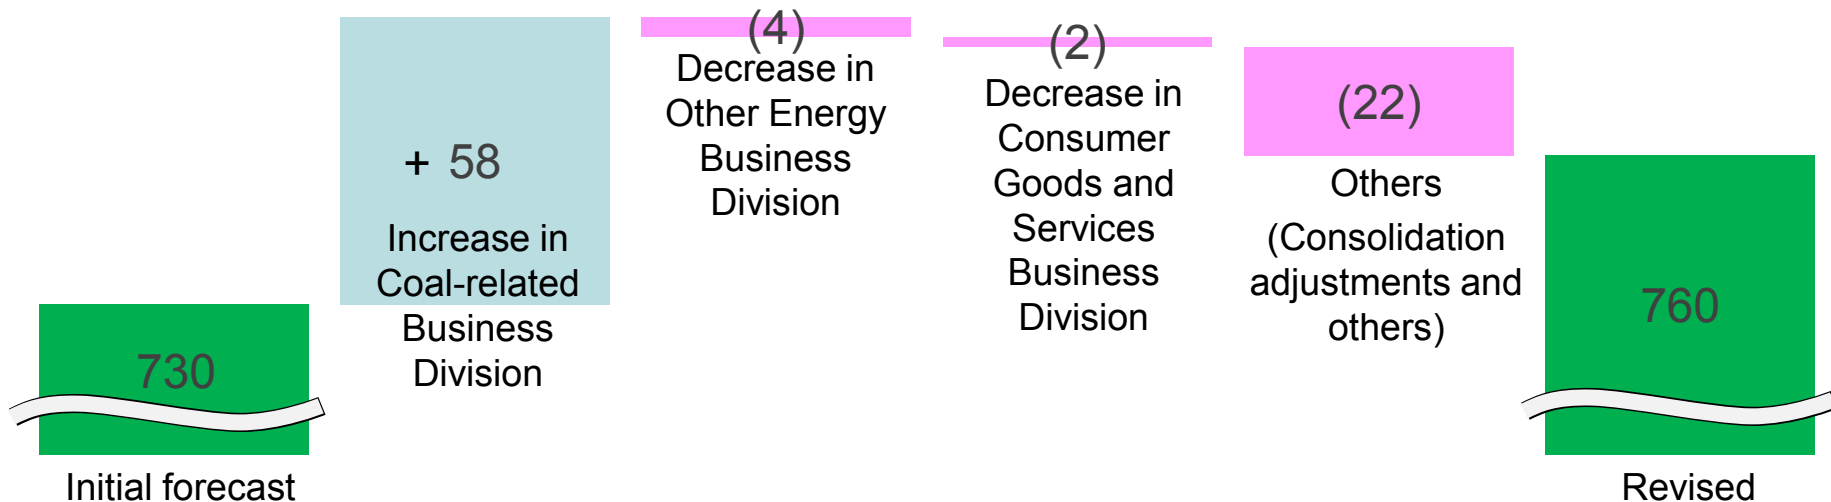 730
Initial forecast
+ 58
Increase in
Coal-related
Business
Division
(4)
Decrease in
Other Energy
Business
Division
(2)
Decrease in
Consumer
Goods and
Services
Business
Division
(22)
Others
(Consolidation
adjustments and
others)
760
Revised